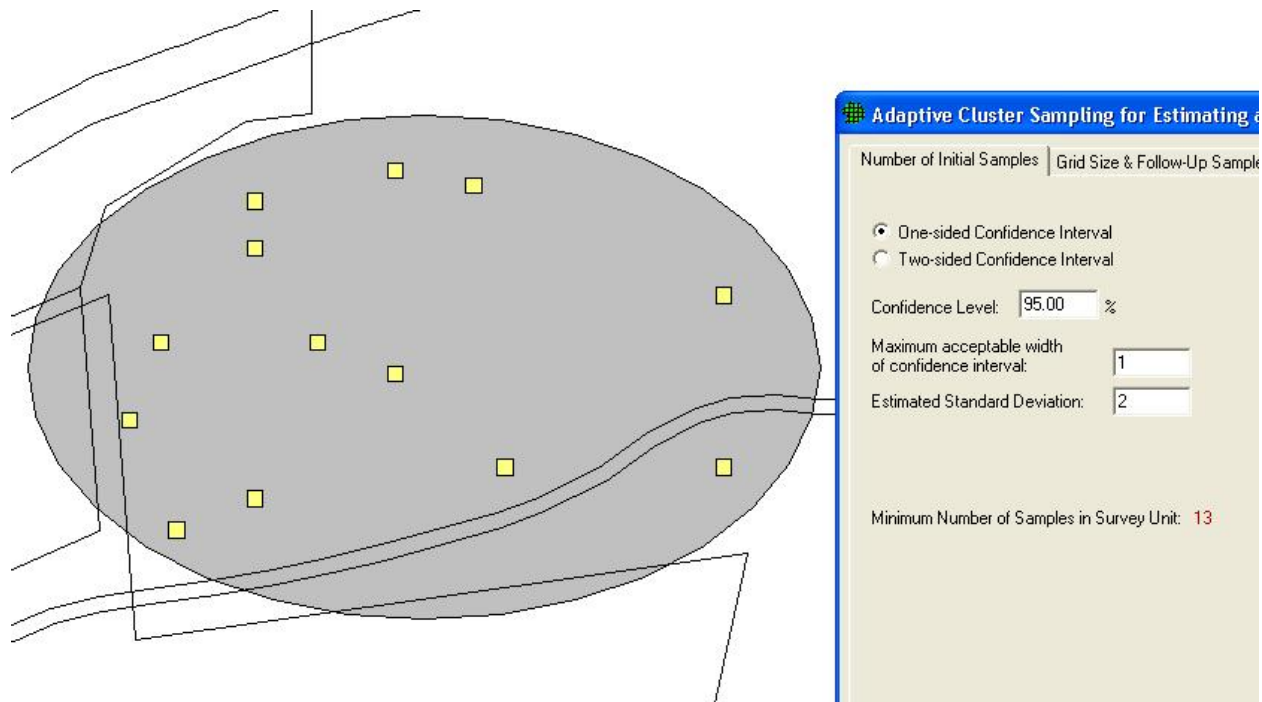 Adaptive Cluster Sampling for Estimating
Number of Initial Samples Grid Size & Follow-Up
One-sided Confidence Interval
Two-sided Confidence Interval
Confidence Level: 95.00 %
Maximum acceptable width
of confidence interval: 1
Estimated Standard Deviation: 2
Minimum Number of Samples in Survey Unit: 13